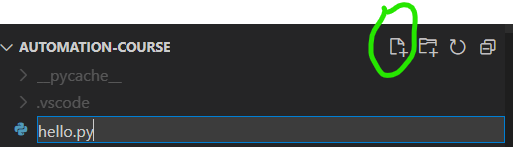 AUTOMATION-COURSE
__pycache__
.vscode
hello.py